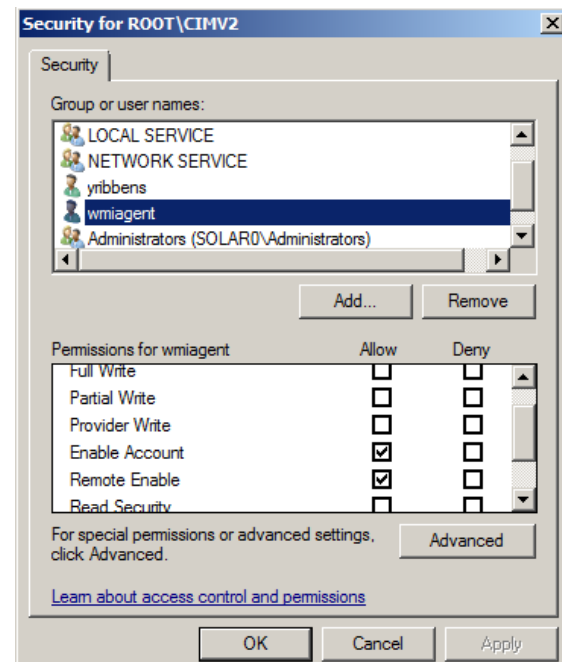 Security for ROOT\CIMV2
Security
Group or user names:
LOCAL SERVICE
NETWORK SERVICE
yribbens
wmiagent
Administrators (SOLAR0\Administrators)
Add... Remove
Permissions for wmiagent Allow Deny
Full Write
Partial Write
Provider Write
Enable Account
Remote Enable
Read Security
For special permissions or advanced settings,
click Advanced.
Advanced
Learn about access control and permissions
OK Cancel Apply